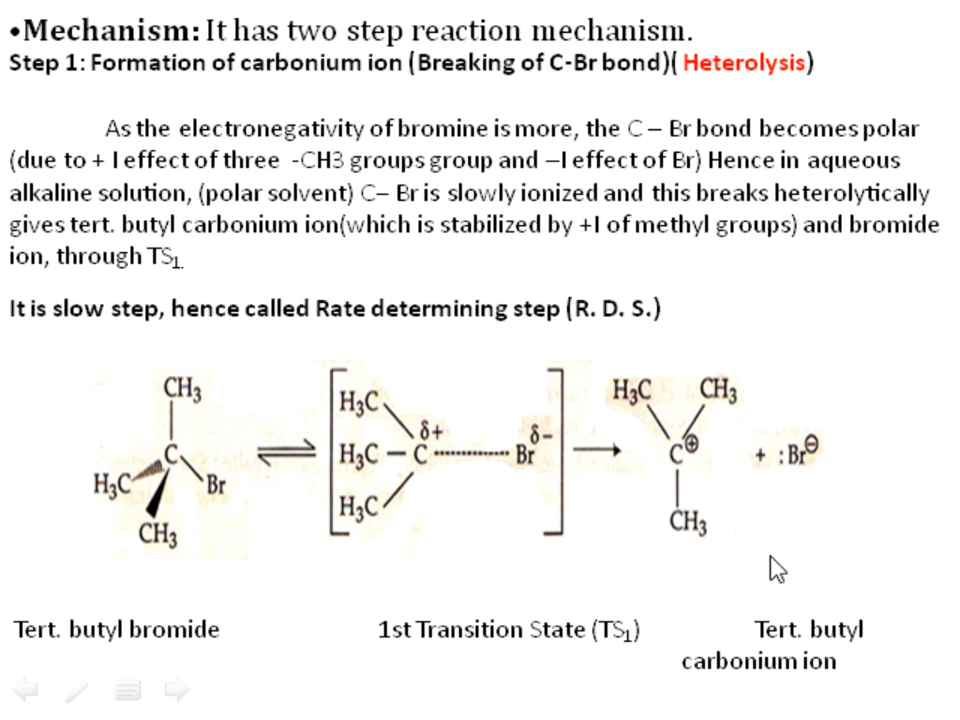 •Mechanism: It has two step reaction mechanism.
Step 1: Formation of carbonium ion (Breaking of C-Br bond)( Heterolysis)
As the electronegativity of bromine is more, the C – Br bond becomes polar
(due to + I effect of three -CH3 groups group and –I effect of Br) Hence in aqueous
alkaline solution, (polar solvent) C– Br is slowly ionized and this breaks heterolytically
gives tert. butyl carbonium ion(which is stabilized by +I of methyl groups) and bromide
ion, through TS₁.
It is slow step, hence called Rate determining step (R. D. S.)
CH₃
C
H₃C
Br
CH₃
H₃C
δ+
δ−
H₃C – C Br
H₃C
H₃C CH₃
C⊕
+ :Br⊖
CH₃
Tert. butyl bromide
1st Transition State (TS₁)
Tert. butyl
carbonium ion